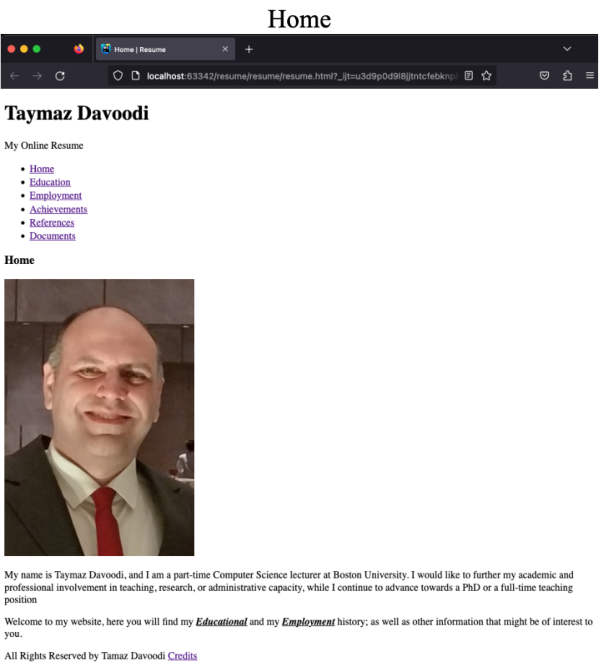 Home
Home | Resume
localhost:63342/resume/resume/resume.html?_ijt=u3d9p0d9l8jjtntcfebknp
Taymaz Davoodi
My Online Resume
Home
Education
Employment
Achievements
References
Documents
Home
My name is Taymaz Davoodi, and I am a part-time Computer Science lecturer at Boston University. I would like to further my academic and
professional involvement in teaching, research, or administrative capacity, while I continue to advance towards a PhD or a full-time teaching
position
Welcome to my website, here you will find my Educational and my Employment history; as well as other information that might be of interest to
you.
All Rights Reserved by Tamaz Davoodi Credits